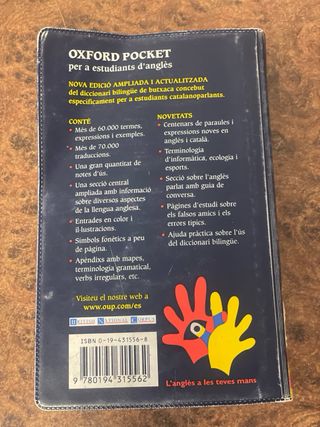 OXFORD POCKET
per a estudiants d'anglès
NOVA EDICIÓ AMPLIADA I ACTUALITZADA
del diccionari bilingüe de butxaca concebut
específicament per a estudiants catalanoparlants.
CONTÉ
• Més de 60.000 termes,
expressions i exemples.
• Més de 70.000
traduccions.
• Una gran quantitat de
notes d'ús.
• Una secció central
ampliada amb informació
sobre diversos aspectes
de la llengua anglesa.
• Entrades en color i
il·lustracions.
• Símbols fonètics a peu
de pàgina.
• Apèndixs amb mapes,
terminologia gramatical,
verbs irregulars, etc.
Visiteu el nostre web a
www.oup.com/es
BRITISH NATIONAL CORPUS
NOVETATS
• Centenars de paraules i
expressions noves en
anglès i català.
• Terminologia
d'informàtica, ecologia i
esports.
• Secció sobre l'anglès
parlat amb guia de
conversa.
• Pàgines d'estudi sobre
els falsos amics i els
errors típics.
• Ajuda pràctica sobre l'ús
del diccionari bilingüe.
ISBN 0-19-431556-8
9 780194 315562
L'anglès a les teves mans